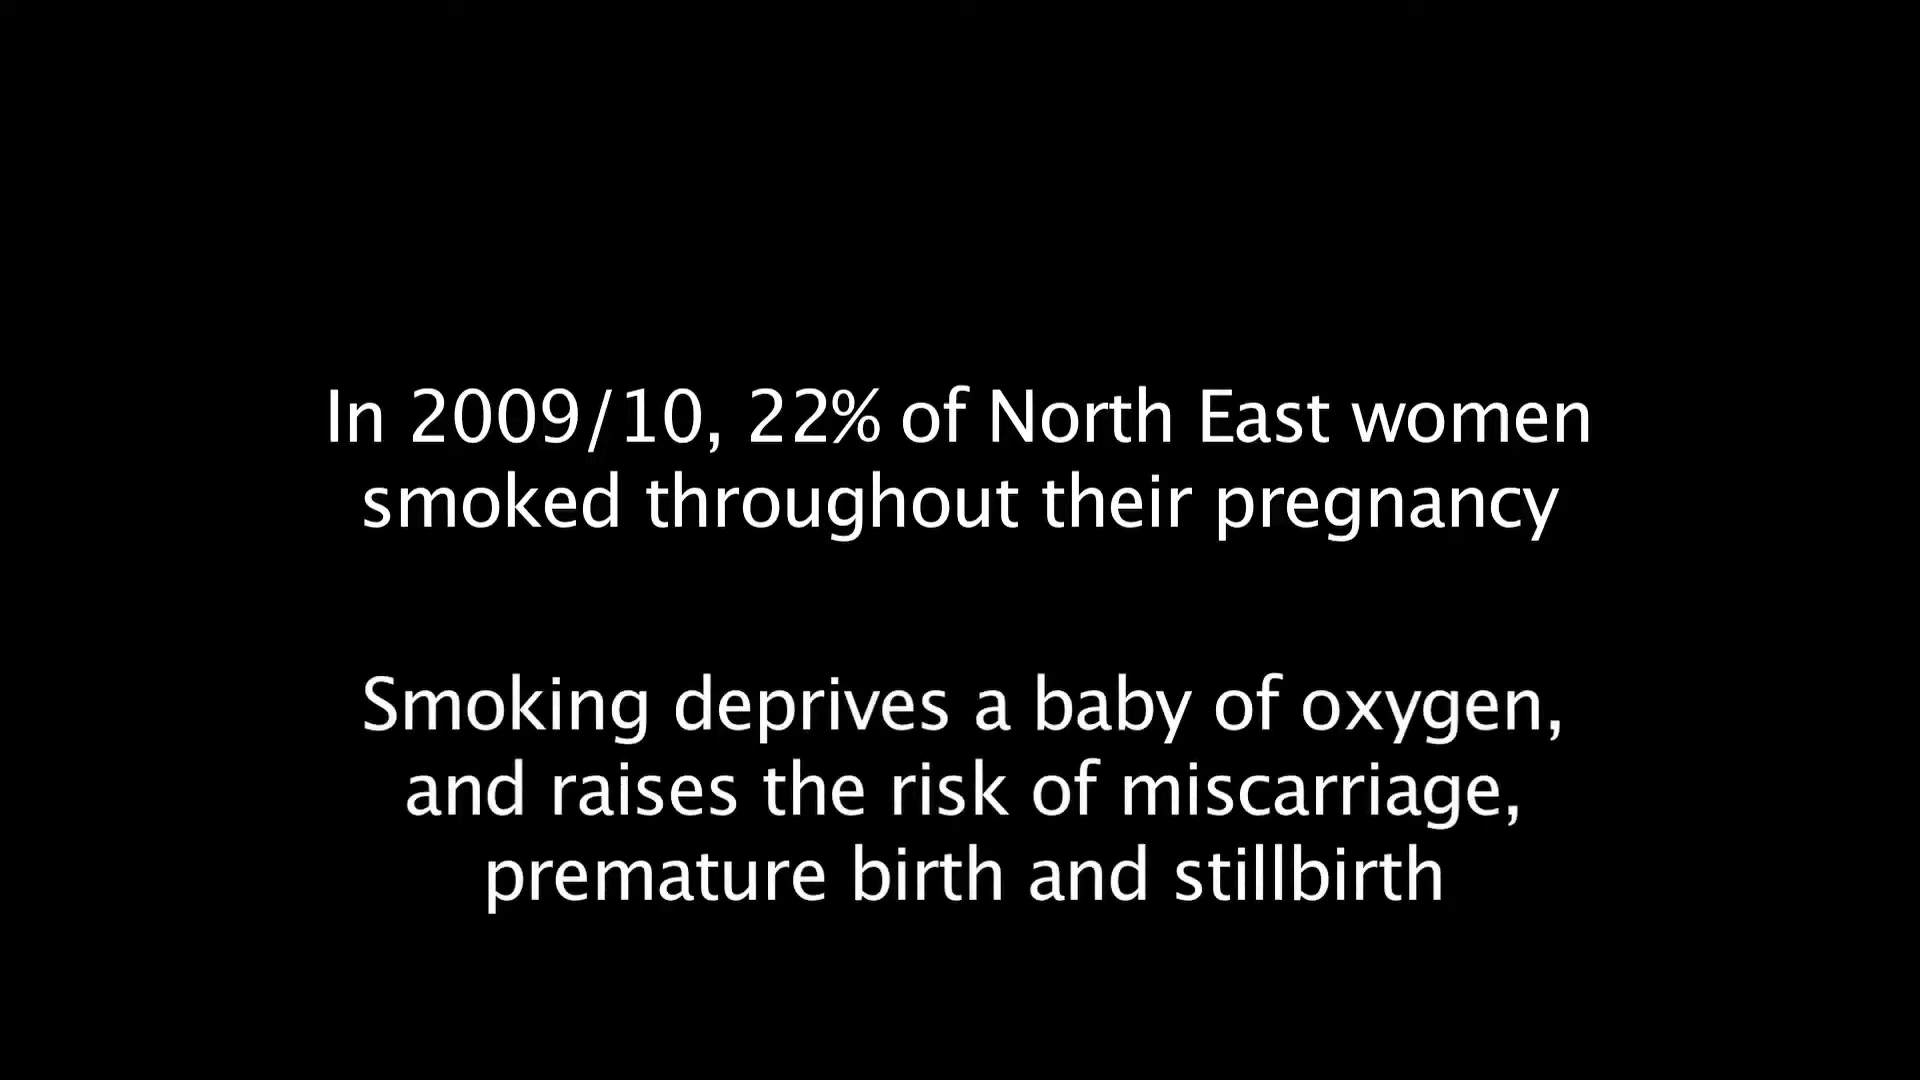 In 2009/10, 22% of North East women
smoked throughout their pregnancy
Smoking deprives a baby of oxygen,
and raises the risk of miscarriage,
premature birth and stillbirth